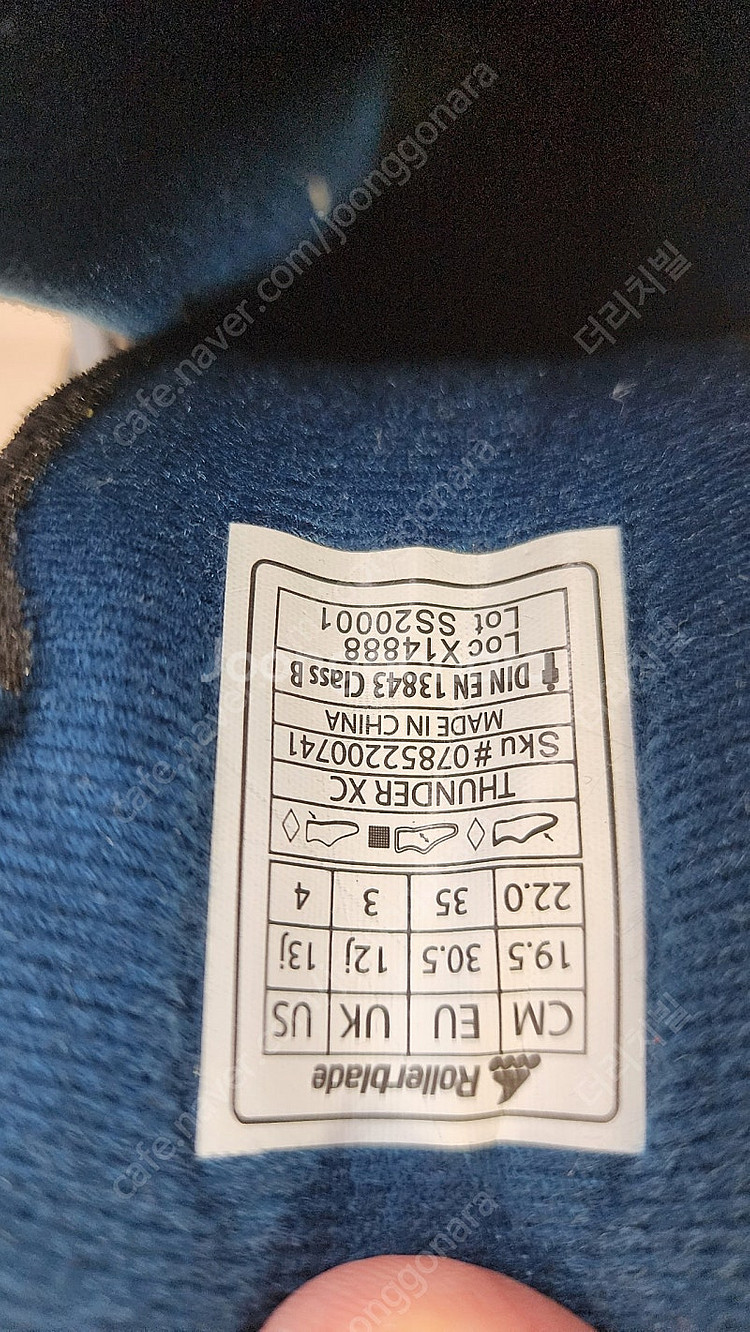 Rollerblade
CM EU UK US
19.5 30.5 12j 13j
22.0 35 3 4
THUNDER XC
Sku #07852200741
MADE IN CHINA
DIN EN 13843 Class B
Loc X14888
Lot SS20001
cafe.naver.com/joonggonara
더리치빌